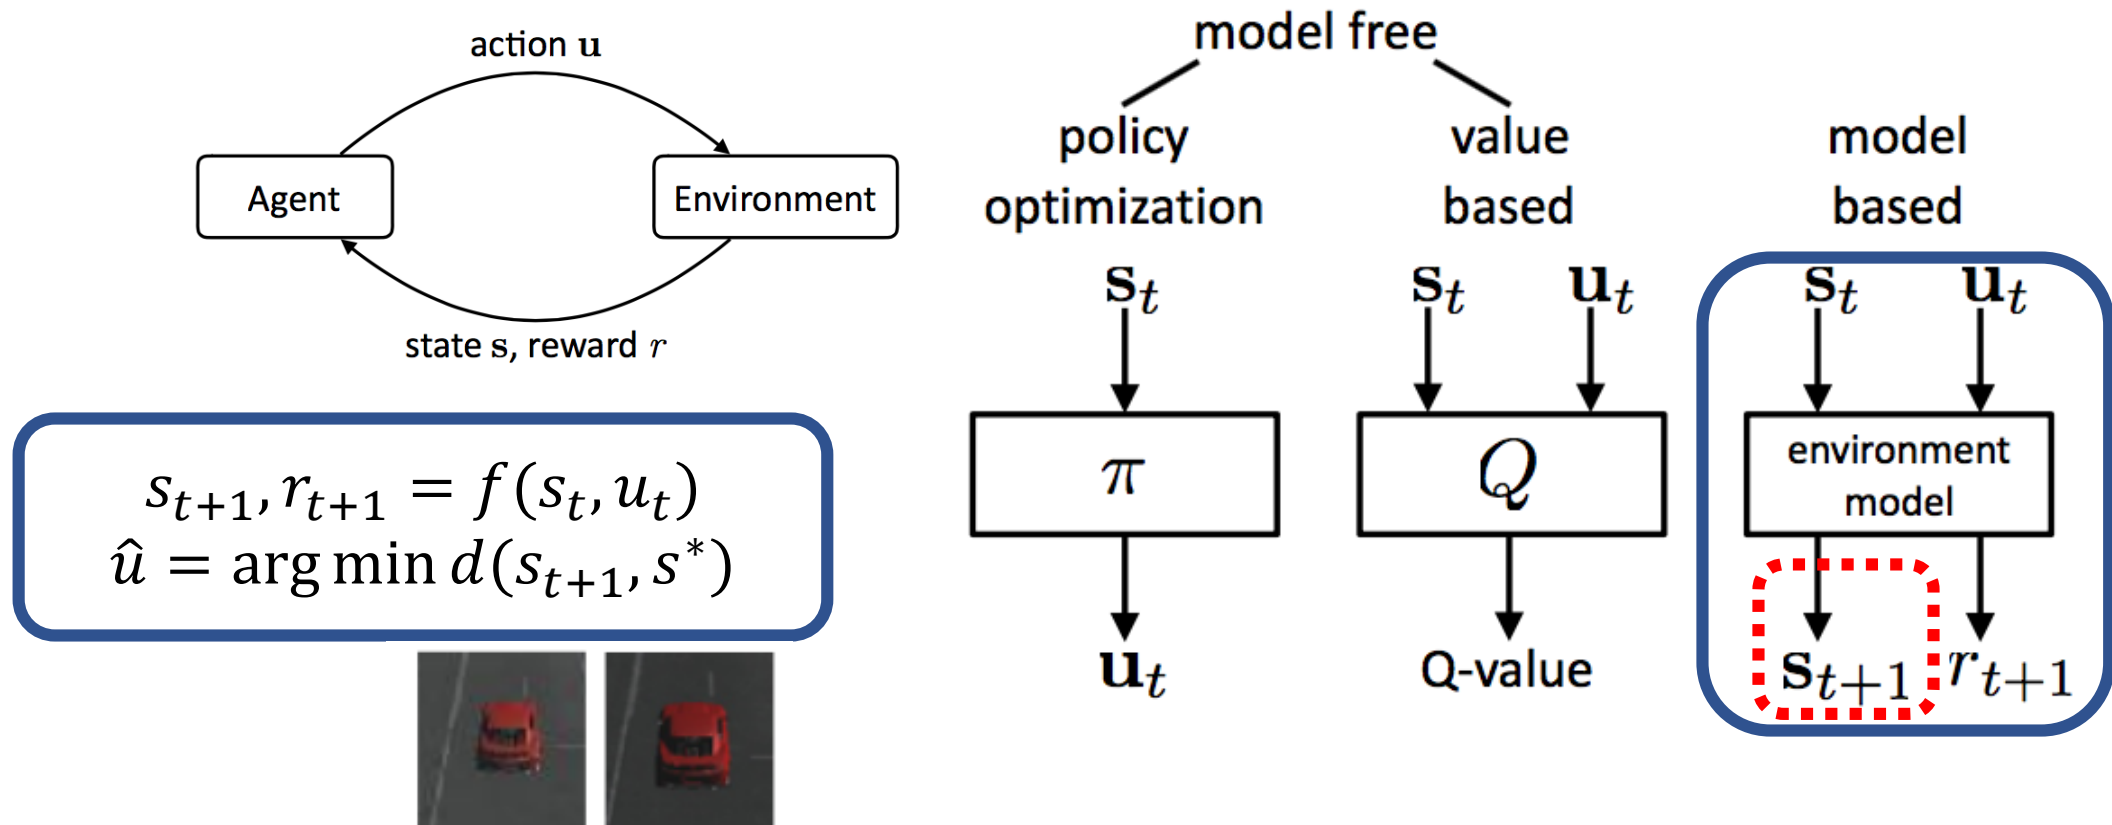 action u
Agent
Environment
state s, reward r
s_{t+1}, r_{t+1} = f(s_t, u_t)
û = arg min d(s_{t+1}, s*)
model free
policy
optimization
value
based
model
based
s_t
s_t u_t
s_t u_t
π
Q
environment
model
u_t
Q-value
s_{t+1} r_{t+1}